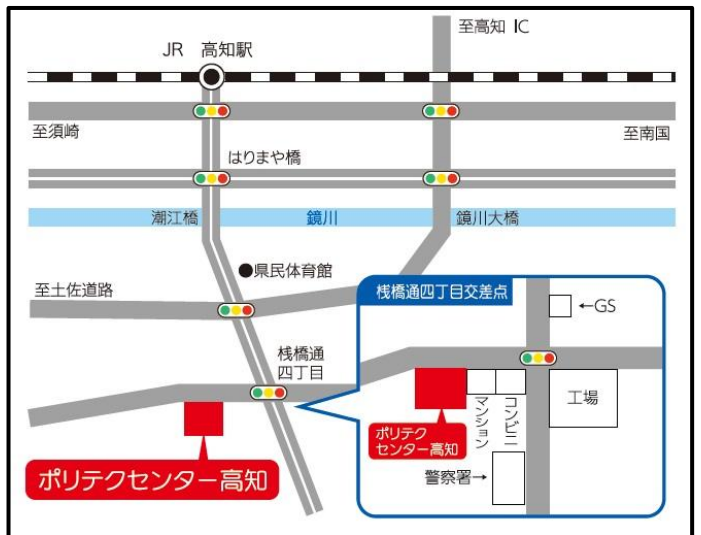 至高知 IC
JR 高知駅
至須崎
至南国
はりまや橋
潮江橋
鏡川
鏡川大橋
●県民体育館
至土佐道路
桟橋通四丁目交差点
←GS
桟橋通
四丁目
工場
マンション
コンビニ
ポリテク
センター高知
警察署→
ポリテクセンター高知